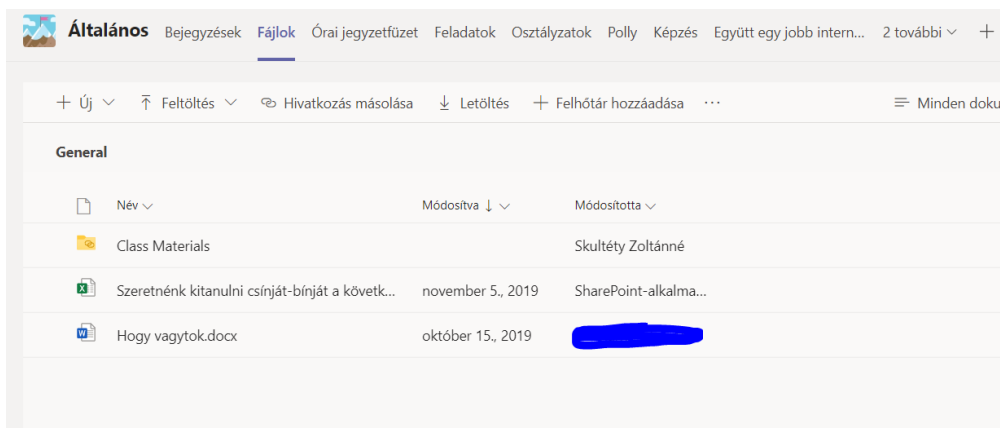 Általános Bejegyzések Fájlok Órai jegyzetfüzet Feladatok Osztályzatok Polly Képzés Együtt egy jobb intern... 2 további
Új Feltöltés Hivatkozás másolása Letöltés Felhőtár hozzáadása ... Minden doku
General
Név Módosítva Módosította
Class Materials Skultéty Zoltánné
Szeretnénk kitanulni csínját-bínját a követk... november 5., 2019 SharePoint-alkalma...
Hogy vagytok.docx október 15., 2019